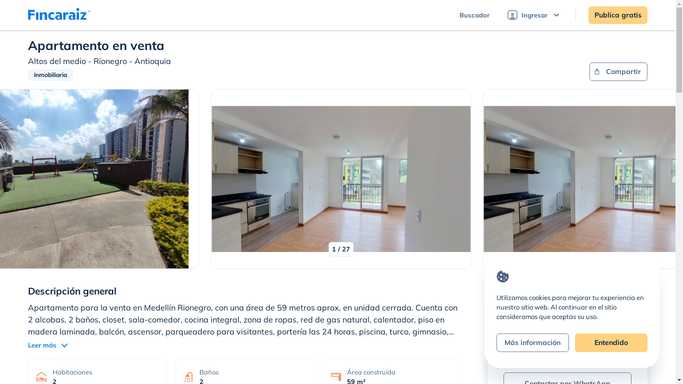 Fincaraiz
Buscador
Ingresar
Publica gratis
Apartamento en venta
Altos del medio - Rionegro - Antioquia
Inmobiliaria
Compartir
1 / 27
Descripción general
Apartamento para la venta en Medellín Rionegro, con una área de 59 metros aprox, en unidad cerrada. Cuenta con
2 alcobas, 2 baños, closet, sala-comedor, cocina integral, zona de ropas, red de gas natural, calentador, piso en
madera laminada, balcón, ascensor, parqueadero para visitantes, portería las 24 horas, piscina, turco, gimnasio,...
Leer más
Habitaciones
2
Baños
2
Área construida
59 m²
Utilizamos cookies para mejorar tu experiencia en
nuestro sitio web. Al continuar en el sitio
consideramos que aceptas su uso.
Más información
Entendido
Contactar por WhatsApp